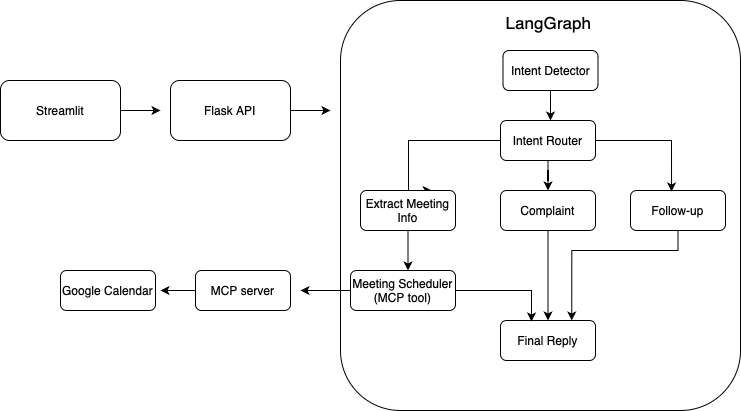 LangGraph
Intent Detector
Streamlit
Flask API
Intent Router
Extract Meeting
Info
Complaint
Follow-up
Google Calendar
MCP server
Meeting Scheduler
(MCP tool)
Final Reply